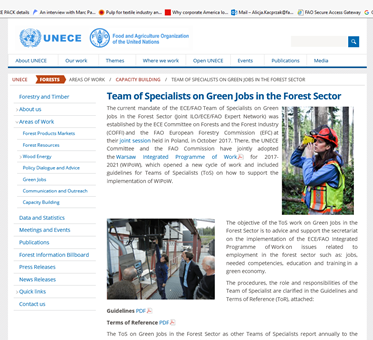 PACE details
An interview with Marc Pa...
Pulp for textile industry an...
Why corporate America lo...
Mail – Alicja.Kacprzak@fao...
FAO Secure Access Gateway
UNECE
Food and Agriculture Organization
of the United Nations
About UNECE Our work Themes Where we work Open UNECE Events Publications Media
UNECE FORESTS AREAS OF WORK / CAPACITY BUILDING / TEAM OF SPECIALISTS ON GREEN JOBS IN THE FOREST SECTOR
Forestry and Timber
› About us
› Areas of Work
Forest Products Markets
Forest Resources
› Wood Energy
Policy Dialogue and Advice
Green Jobs
Communication and Outreach
Capacity Building
Data and Statistics
Meetings and Events
Publications
Forest Information Billboard
Press Releases
News Releases
› Quick links
Contact us
Team of Specialists on Green Jobs in the Forest Sector
The current mandate of the ECE/FAO Team of Specialists on Green
Jobs in the Forest Sector (Joint ILO/ECE/FAO Expert Network) was
established by the ECE Committee on Forests and the Forest Industry
(COFFI) and the FAO European Forestry Commission (EFC) at
their joint session held in Poland, in October 2017. There, the UNECE
Committee and the FAO Commission have jointly adopted
the Warsaw Integrated Programme of Work for 2017-
2021 (WIPoW), which opened a new cycle of work and included
guidelines for Teams of Specialists (ToS) on how to support the
implementation of WIPoW.
The objective of the ToS work on Green Jobs in the
Forest Sector is to advice and support the secretariat
on the implementation of the ECE/FAO Integrated
Programme of Work on issues related to
employment in the forest sector such as: jobs,
needed competencies, education and training in a
green economy.
The procedures, the role and responsibilities of the
Team of Specialist are clarified in the Guidelines and
Terms of Reference (ToR), attached:
Guidelines PDF
Terms of Reference PDF
The ToS on Green Jobs in the Forest Sector as other Teams of Specialists report annually to the